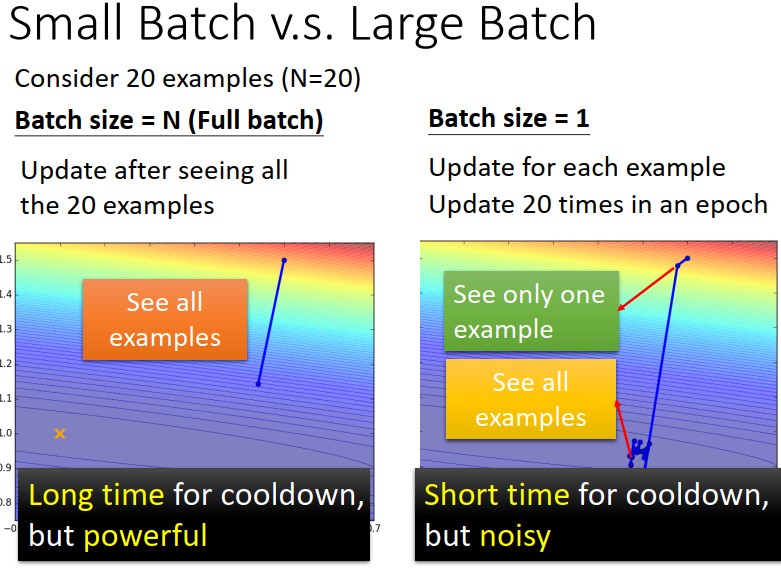 Small Batch v.s. Large Batch
Consider 20 examples (N=20)
Batch size = N (Full batch)
Update after seeing all
the 20 examples
1.5
1.4
1.3
1.2
1.1
1.0
0.9
0.8
See all
examples
Long time for cooldown,
but powerful
0.7
Batch size = 1
Update for each example
Update 20 times in an epoch
See only one
example
See all
examples
Short time for cooldown,
but noisy